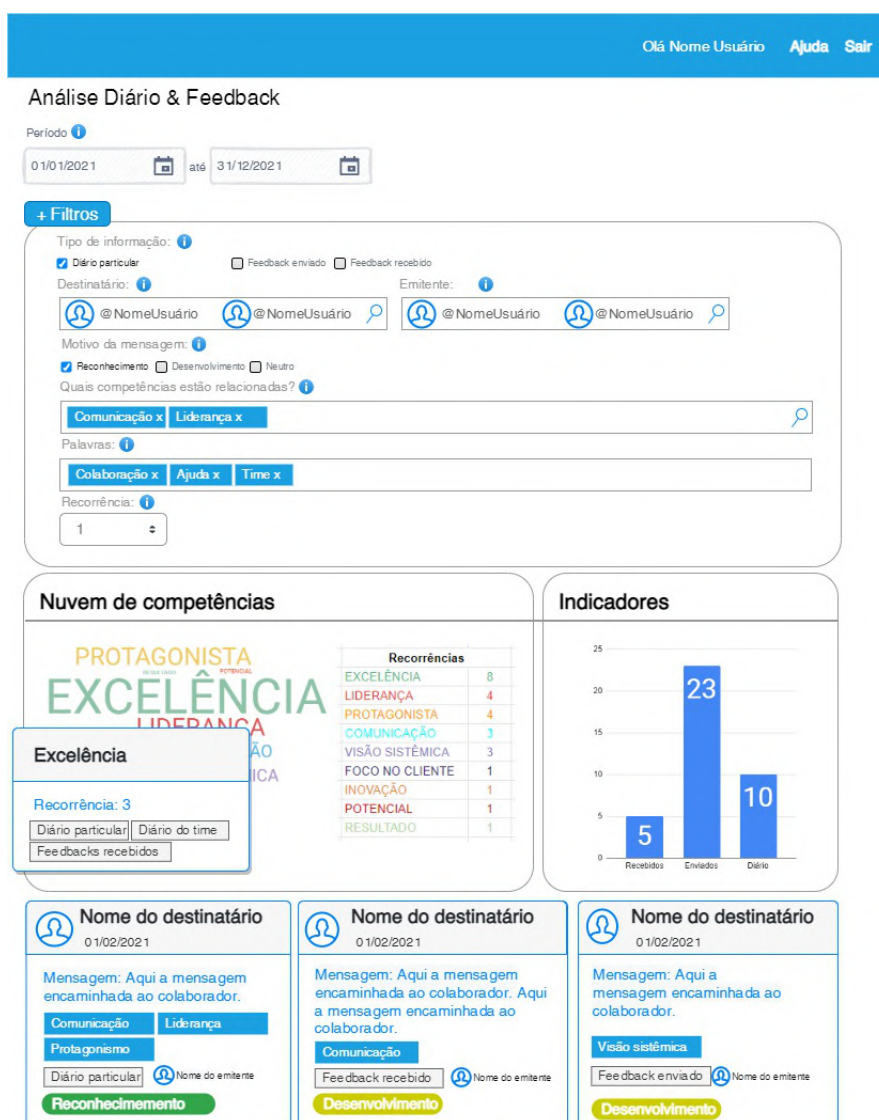 Olá Nome Usuário Ajuda Sair
Análise Diário & Feedback
Período
01/01/2021 até 31/12/2021
+ Filtros
Tipo de informação:
Diário particular Feedback enviado Feedback recebido
Destinatário: Emitente:
@NomeUsuário @NomeUsuário @NomeUsuário @NomeUsuário
Motivo da mensagem:
Reconhecimento Desenvolvimento Neutro
Quais competências estão relacionadas?
Comunicação x Liderança x
Palavras:
Colaboração x Ajuda x Time x
Recorrência:
1
Nuvem de competências
PROTAGONISTA
POTENCIAL
EXCELÊNCIA
LIDERANÇA
ÃO
ICA
Excelência
Recorrência: 3
Diário particular Diário do time
Feedbacks recebidos
Recorrências
EXCELÊNCIA 8
LIDERANÇA 4
PROTAGONISTA 4
COMUNICAÇÃO 3
VISÃO SISTÊMICA 3
FOCO NO CLIENTE 1
INOVAÇÃO 1
POTENCIAL 1
RESULTADO 1
Indicadores
25
20
15
10
5
0
5
23
10
Recebidos Enviados Diário
Nome do destinatário
01/02/2021
Mensagem: Aqui a mensagem
encaminhada ao colaborador.
Comunicação Liderança
Protagonismo
Diário particular Nome do emitente
Reconhecimemento
Nome do destinatário
01/02/2021
Mensagem: Aqui a mensagem
encaminhada ao colaborador. Aqui
a mensagem encaminhada ao
colaborador.
Comunicação
Feedback recebido Nome do emitente
Desenvolvimento
Nome do destinatário
01/02/2021
Mensagem: Aqui a
mensagem encaminhada ao
colaborador.
Visão sistêmica
Feedback enviado Nome do emitente
Desenvolvimento